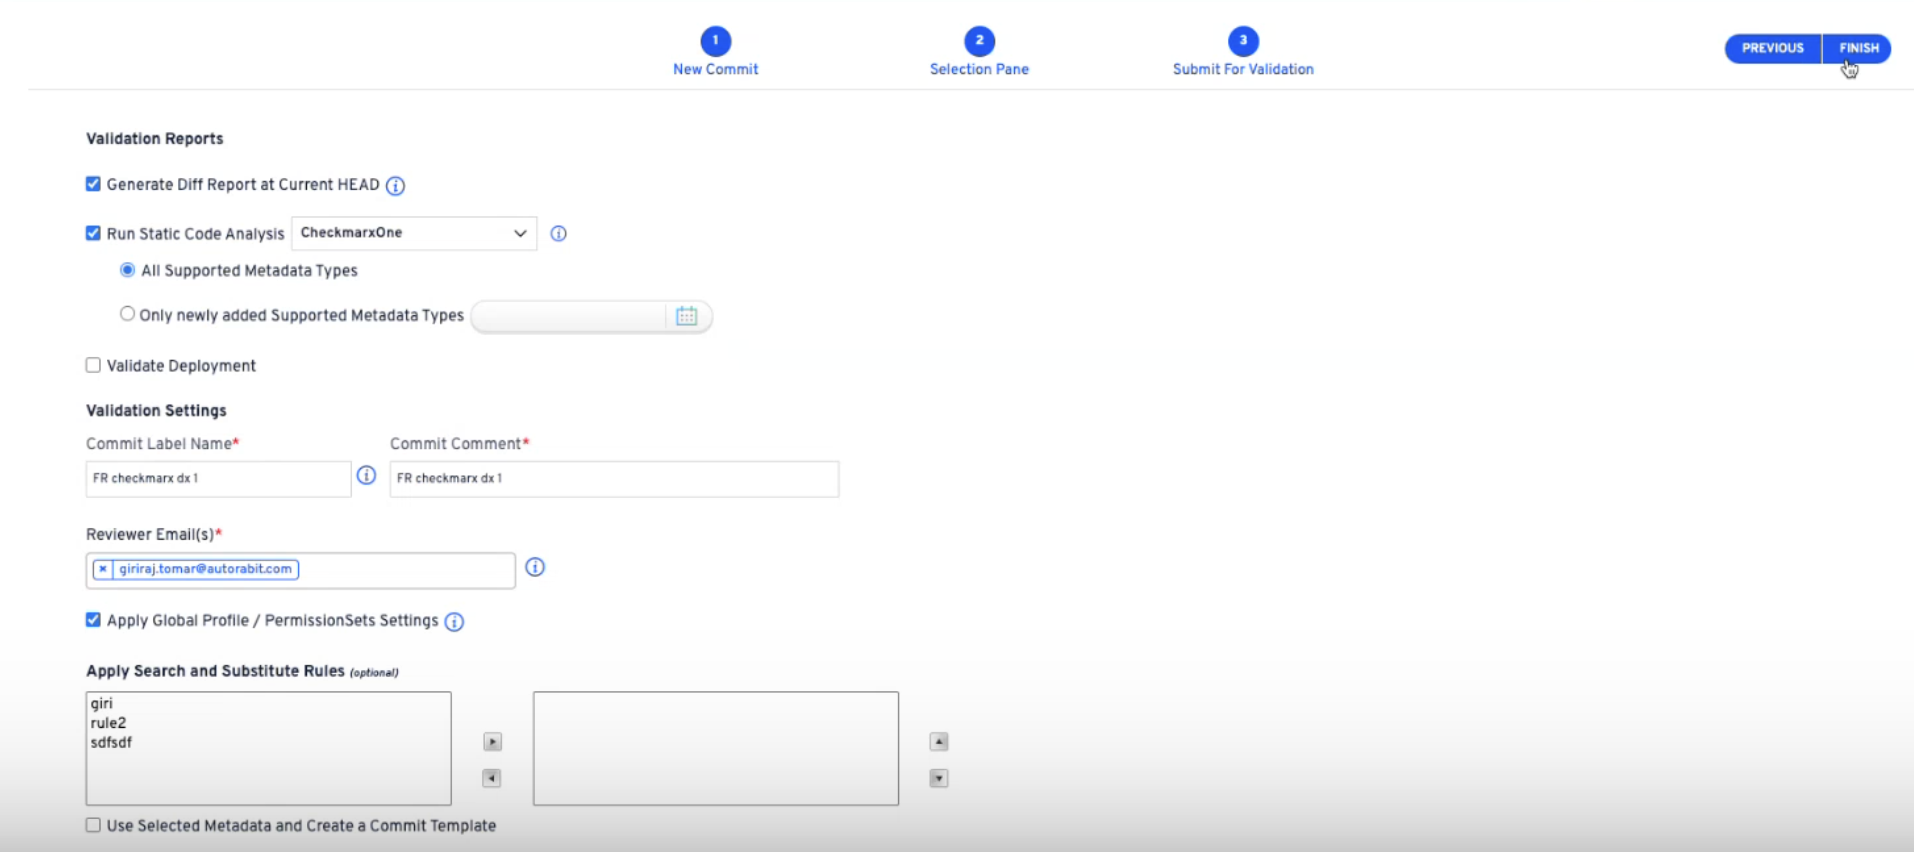 1 2 3 PREVIOUS FINISH
New Commit Selection Pane Submit For Validation
Validation Reports
Generate Diff Report at Current HEAD i
Run Static Code Analysis CheckmarxOne i
All Supported Metadata Types
Only newly added Supported Metadata Types
Validate Deployment
Validation Settings
Commit Label Name* Commit Comment*
FR checkmarx dx 1 i FR checkmarx dx 1
Reviewer Email(s)*
× giriraj.tomar@autorabit.com i
Apply Global Profile / PermissionSets Settings i
Apply Search and Substitute Rules (optional)
giri
rule2
sdfsdf
Use Selected Metadata and Create a Commit Template